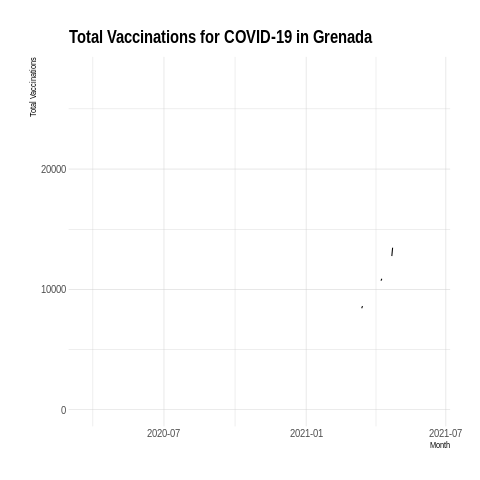 Total Vaccinations for COVID-19 in Grenada
Total Vaccinations
20000
10000
0
2020-07
2021-01
2021-07
Month